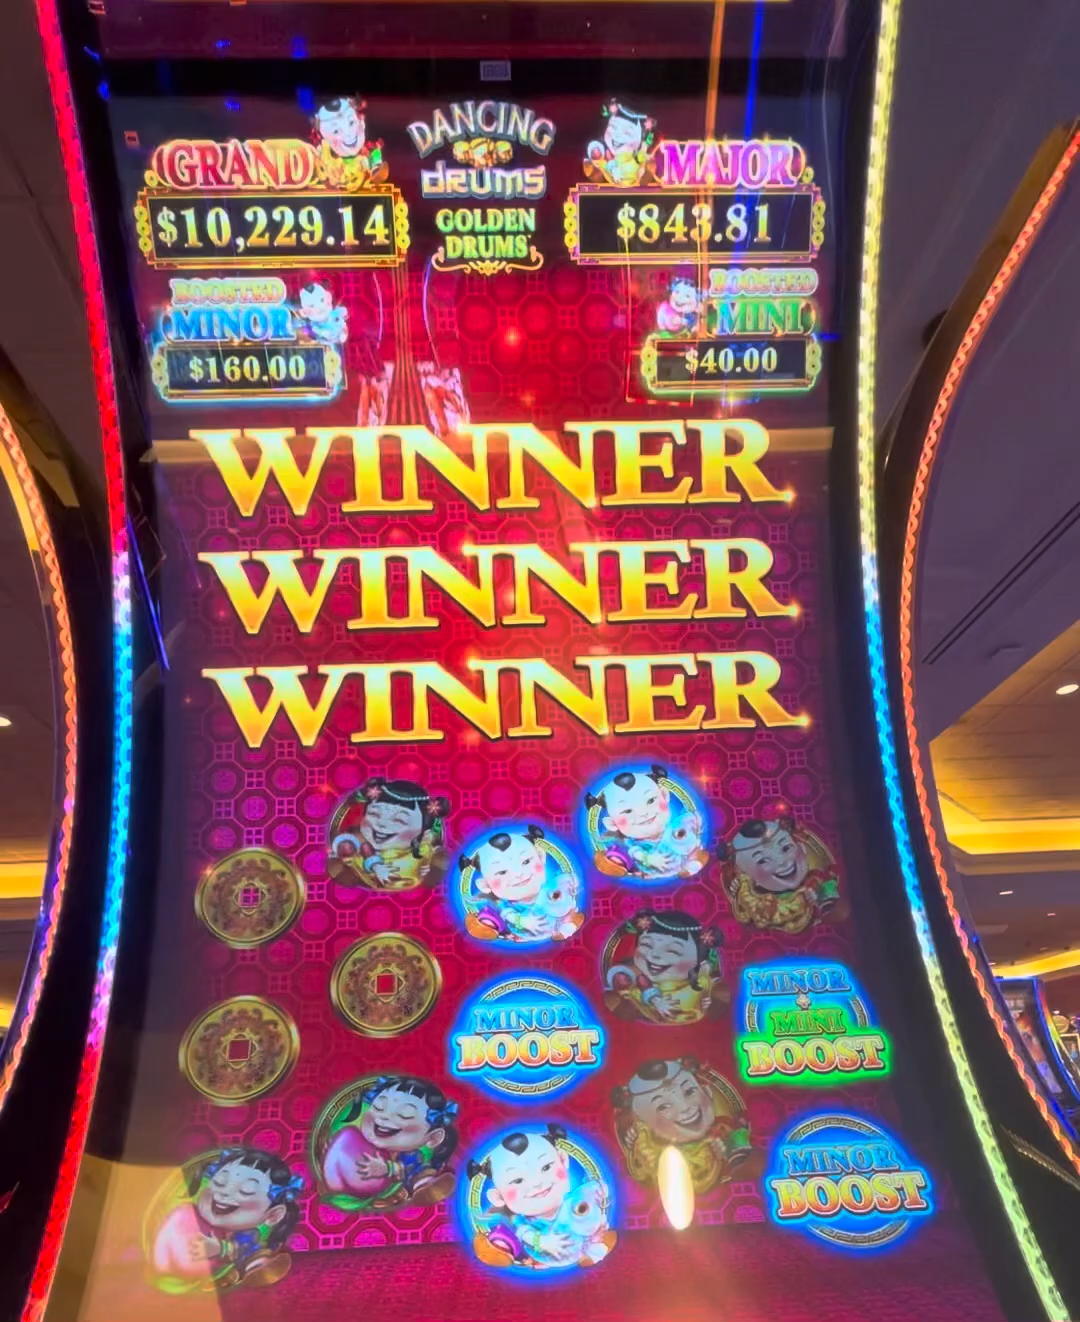 DANCING
DRUMS
GOLDEN
DRUMS
GRAND
$10,229.14
MAJOR
$843.81
BOOSTED
MINOR
$160.00
BOOSTED
MINI
$40.00
WINNER
WINNER
WINNER
MINOR
BOOST
MINOR
+
MINI
BOOST
MINOR
BOOST